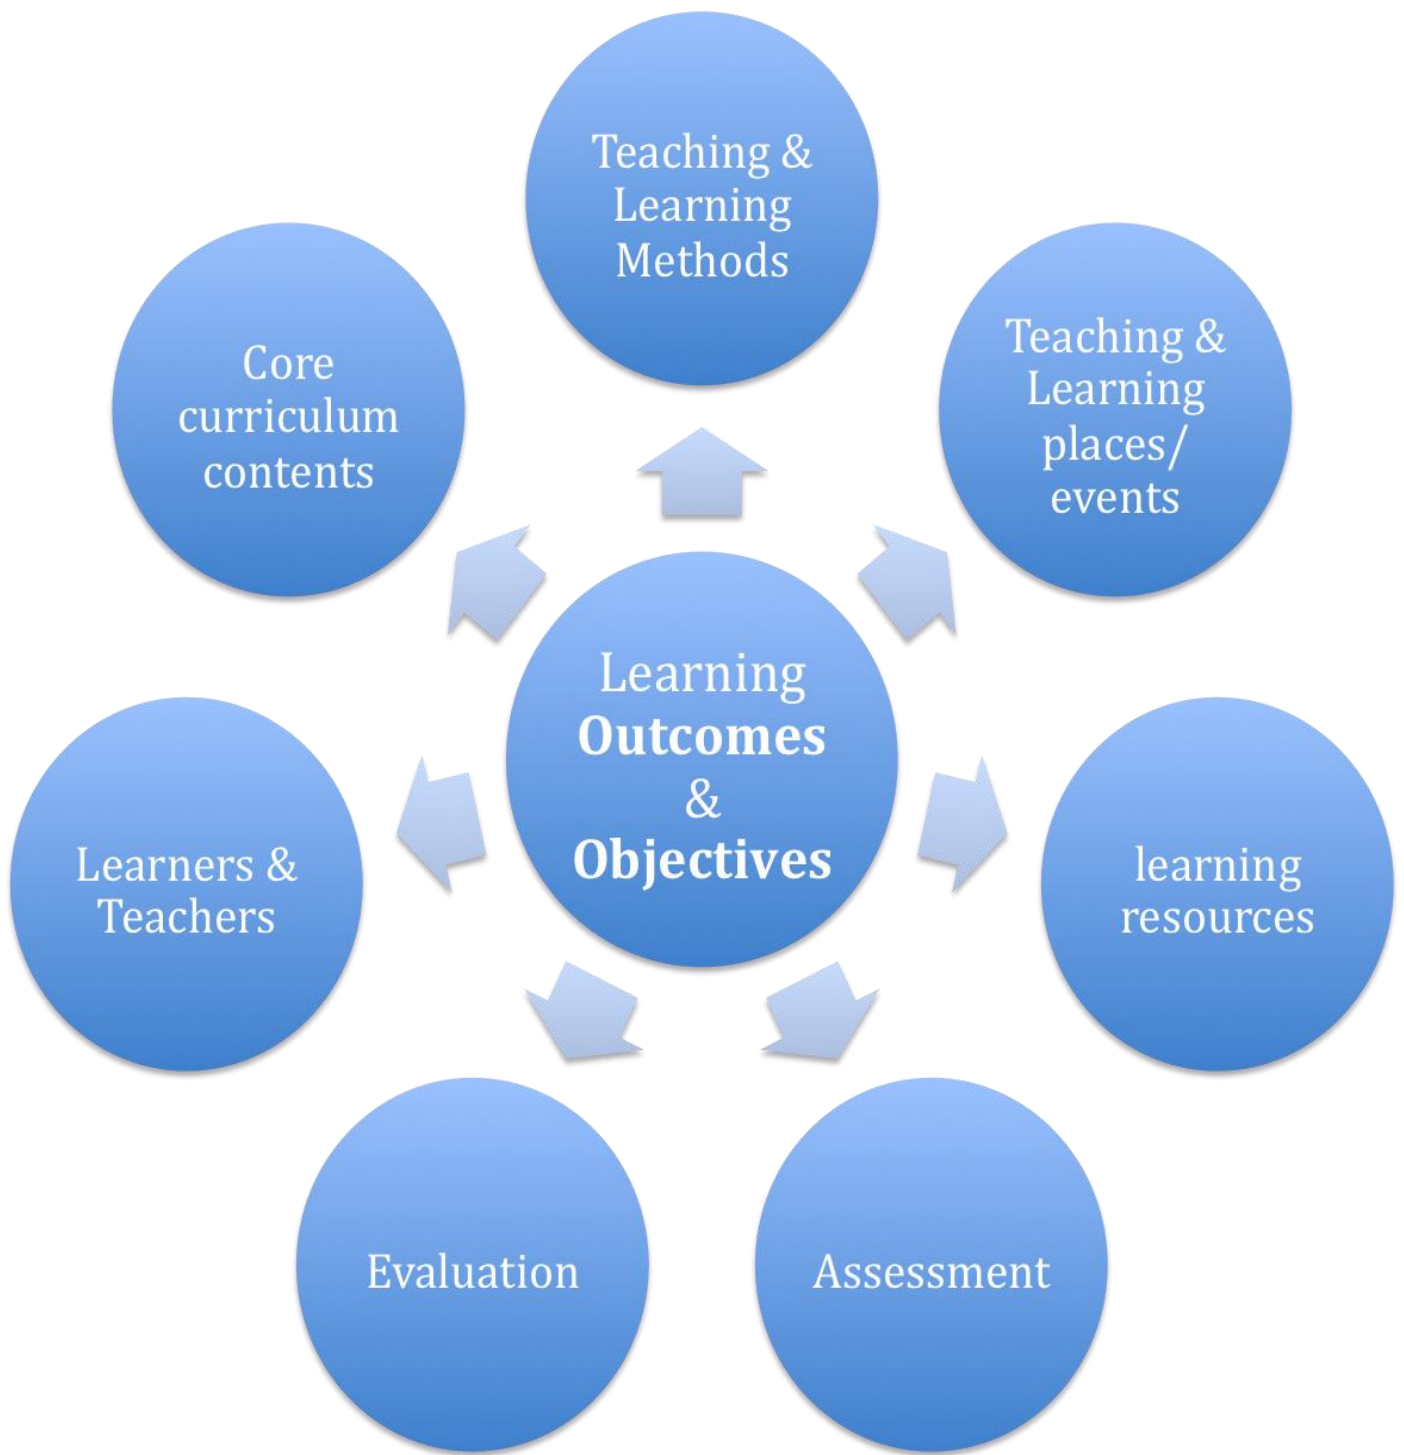 Teaching &
Learning
Methods
Teaching &
Learning
places/
events
Core
curriculum
contents
Learning
Outcomes
&
Objectives
Learners &
Teachers
learning
resources
Evaluation
Assessment